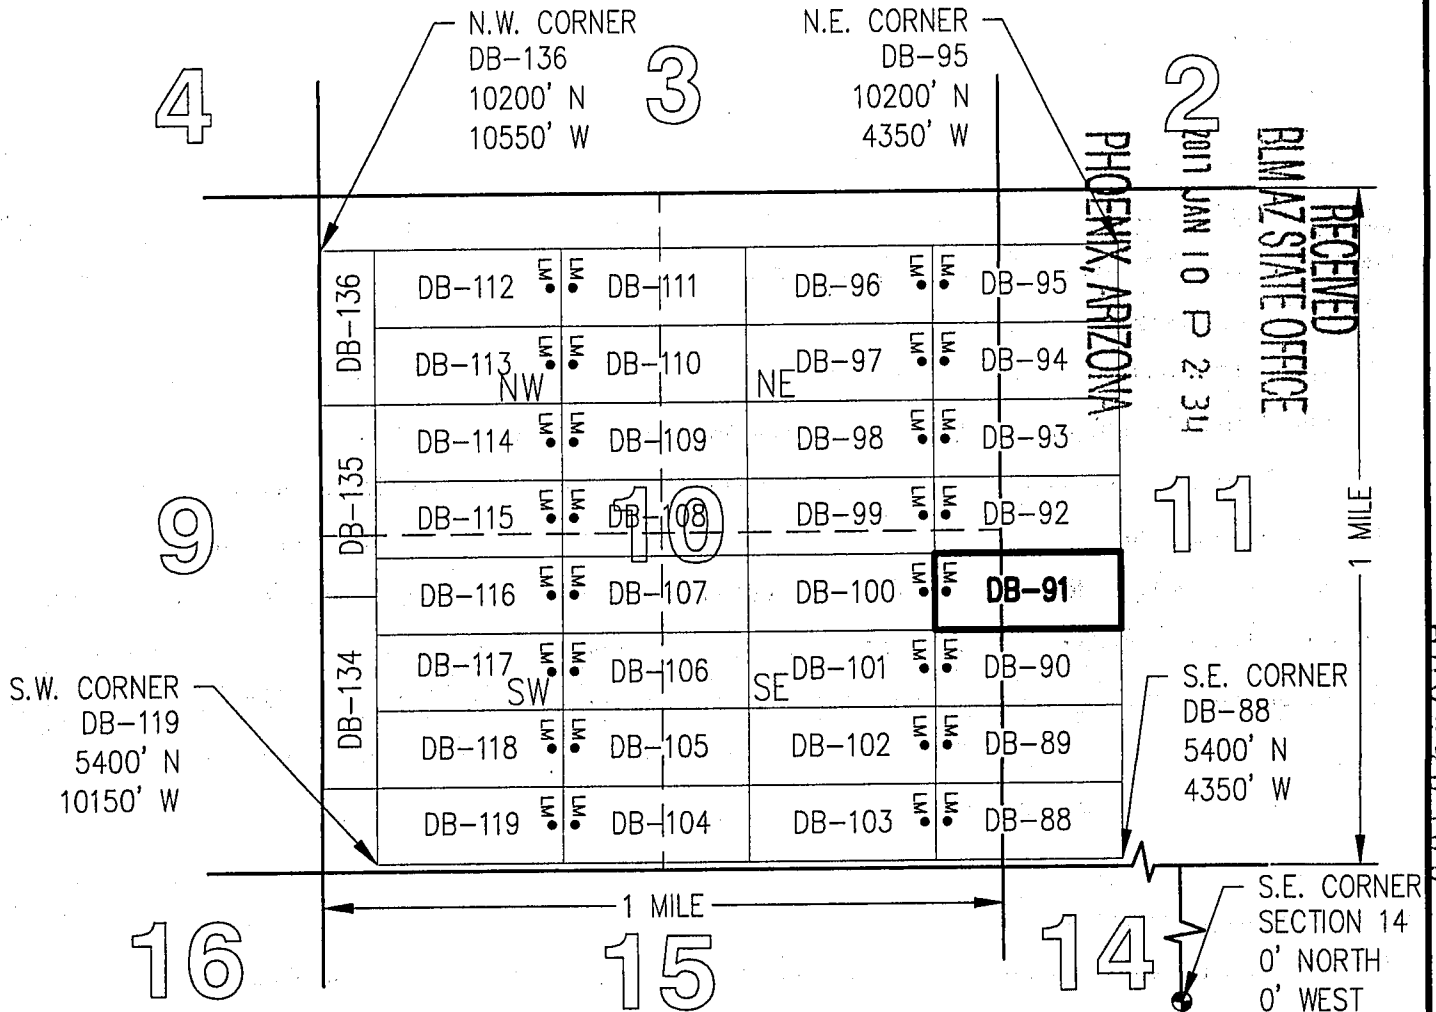 N.W. CORNER
DB-136
10200' N
10550' W
N.E. CORNER
DB-95
10200' N
4350' W
4
3
2
RECEIVED
BLM AZ STATE OFFICE
2017 JAN 10 P 2:34
PHOENIX, ARIZONA
DB-136
DB-112
LM
LM
DB-111
DB-96
LM
LM
DB-95
DB-113
LM
LM
DB-110
DB-97
LM
LM
DB-94
NW
NE
DB-135
DB-114
LM
LM
DB-109
DB-98
LM
LM
DB-93
DB-115
LM
LM
DB-108
DB-99
LM
LM
DB-92
9
10
11
1 MILE
DB-116
LM
LM
DB-107
DB-100
LM
LM
DB-91
DB-134
DB-117
LM
LM
DB-106
DB-101
LM
LM
DB-90
SW
SE
DB-118
LM
LM
DB-105
DB-102
LM
LM
DB-89
DB-119
LM
LM
DB-104
DB-103
LM
LM
DB-88
S.W. CORNER
DB-119
5400' N
10150' W
S.E. CORNER
DB-88
5400' N
4350' W
1 MILE
16
15
14
S.E. CORNER
SECTION 14
0' NORTH
0' WEST